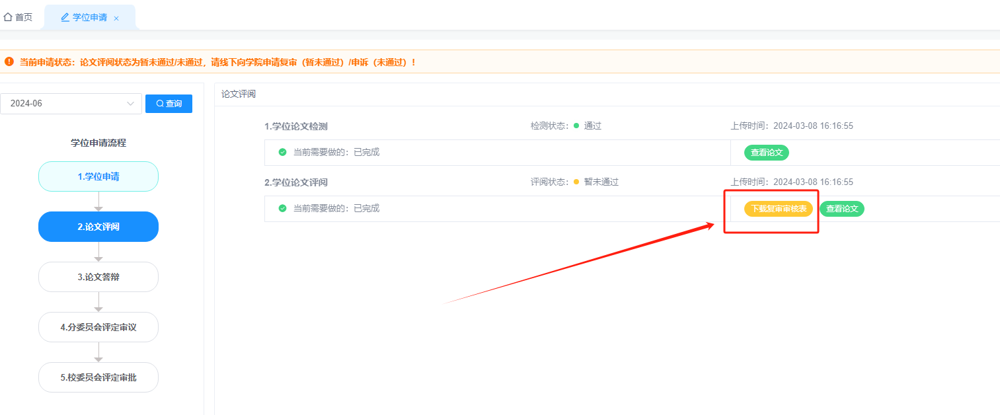 首页
学位申请 ×
当前申请状态：论文评阅状态为暂未通过/未通过，请线下向学院申请复审（暂未通过）/申诉（未通过）！
2024-06
查询
学位申请流程
1.学位申请
2.论文评阅
3.论文答辩
4.分委员会评定审议
5.校委员会评定审批
论文评阅
1.学位论文检测 检测状态： 通过 上传时间：2024-03-08 16:16:55
当前需要做的：已完成 查看论文
2.学位论文评阅 评阅状态： 暂未通过 上传时间：2024-03-08 16:16:55
当前需要做的：已完成 下载复审审核表 查看论文